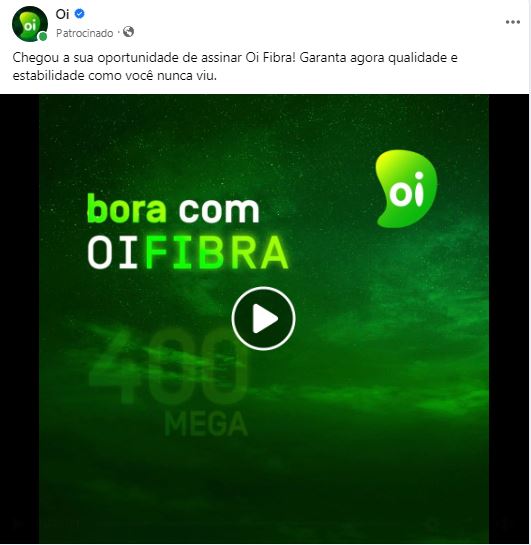 oi
Oi
Patrocinado ·
Chegou a sua oportunidade de assinar Oi Fibra! Garanta agora qualidade e
estabilidade como você nunca viu.
oi
bora com
OIFIBRA
400
MEGA